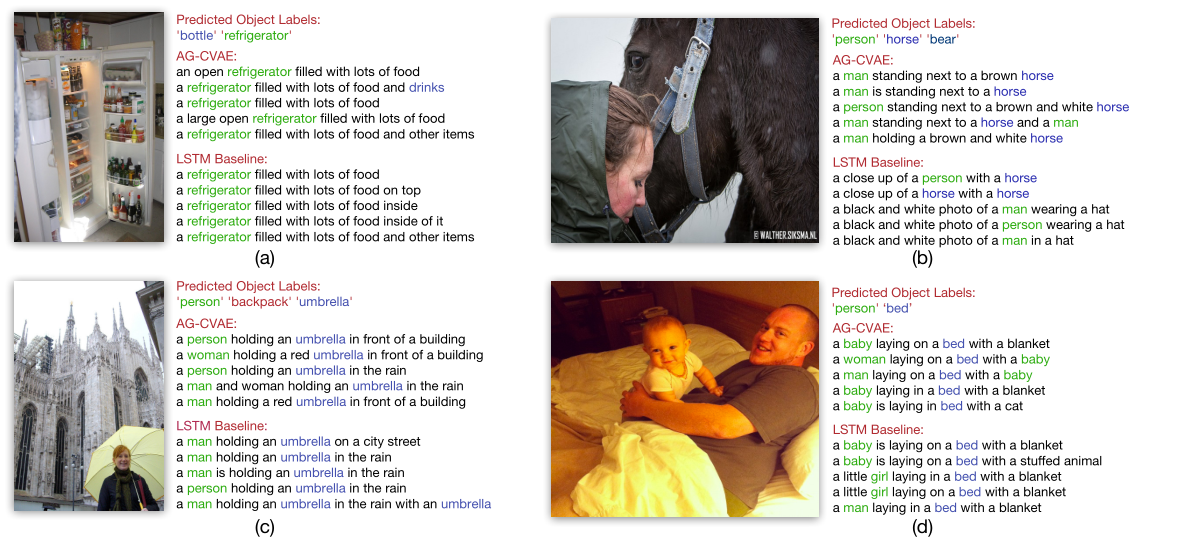 Predicted Object Labels:
'bottle' 'refrigerator'
AG-CVAE:
an open refrigerator filled with lots of food
a refrigerator filled with lots of food and drinks
a refrigerator filled with lots of food
a large open refrigerator filled with lots of food
a refrigerator filled with lots of food and other items
LSTM Baseline:
a refrigerator filled with lots of food
a refrigerator filled with lots of food on top
a refrigerator filled with lots of food inside
a refrigerator filled with lots of food inside of it
a refrigerator filled with lots of food and other items
(a)
Predicted Object Labels:
'person' 'horse' 'bear'
AG-CVAE:
a man standing next to a brown horse
a man is standing next to a horse
a person standing next to a brown and white horse
a man standing next to a horse and a man
a man holding a brown and white horse
LSTM Baseline:
a close up of a person with a horse
a close up of a horse with a horse
a black and white photo of a man wearing a hat
a black and white photo of a person wearing a hat
a black and white photo of a man in a hat
© WALTHER.SIKSMA.NL
(b)
Predicted Object Labels:
'person' 'backpack' 'umbrella'
AG-CVAE:
a person holding an umbrella in front of a building
a woman holding a red umbrella in front of a building
a person holding an umbrella in the rain
a man and woman holding an umbrella in the rain
a man holding a red umbrella in front of a building
LSTM Baseline:
a man holding an umbrella on a city street
a man holding an umbrella in the rain
a man is holding an umbrella in the rain
a person holding an umbrella in the rain
a man holding an umbrella in the rain with an umbrella
(c)
Predicted Object Labels:
'person' 'bed'
AG-CVAE:
a baby laying on a bed with a blanket
a woman laying on a bed with a baby
a man laying on a bed with a baby
a baby laying in a bed with a blanket
a baby is laying in bed with a cat
LSTM Baseline:
a baby is laying on a bed with a blanket
a baby is laying on a bed with a stuffed animal
a little girl laying in a bed with a blanket
a little girl laying on a bed with a blanket
a man laying in a bed with a blanket
(d)